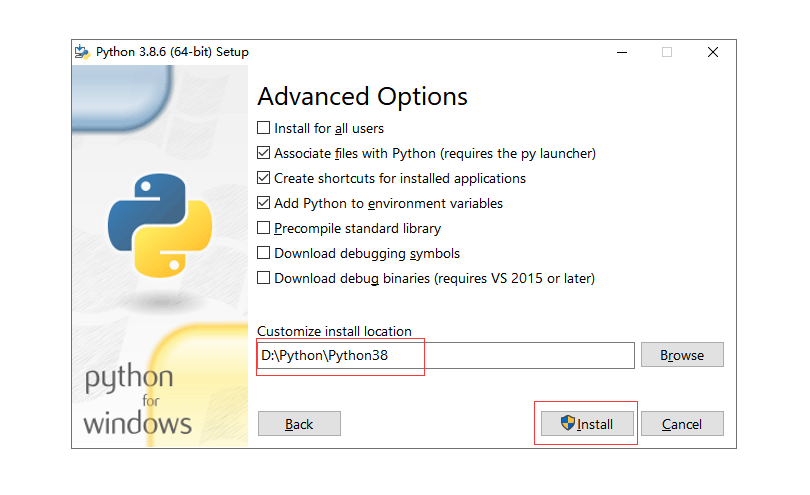 Python 3.8.6 (64-bit) Setup
Advanced Options
Install for all users
Associate files with Python (requires the py launcher)
Create shortcuts for installed applications
Add Python to environment variables
Precompile standard library
Download debugging symbols
Download debug binaries (requires VS 2015 or later)
Customize install location
D:\Python\Python38
Browse
python
for
windows
Back
Install
Cancel